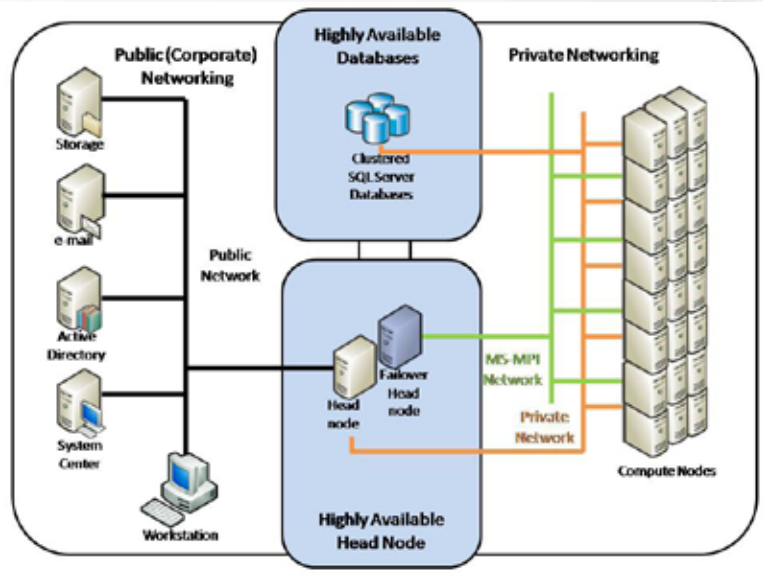 Public (Corporate)
Networking
Storage
e-mail
Active
Directory
System
Center
Workstation
Public
Network
Highly Available
Databases
Clustered
SQL Server
Databases
Head
node
Failover
Head
node
Highly Available
Head Node
Private Networking
MS-MPI
Network
Private
Network
Compute Nodes